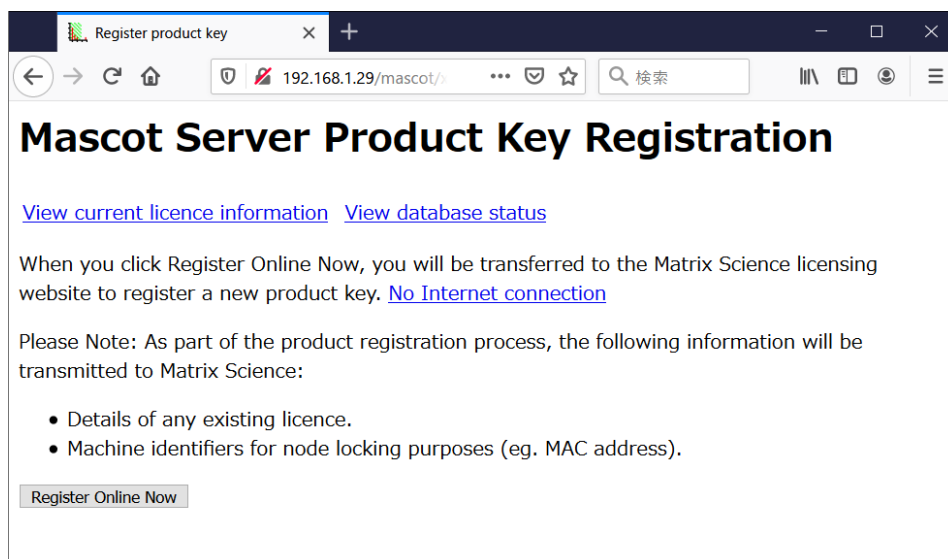 Register product key
192.168.1.29/mascot/
検索
Mascot Server Product Key Registration
View current licence information View database status
When you click Register Online Now, you will be transferred to the Matrix Science licensing
website to register a new product key. No Internet connection
Please Note: As part of the product registration process, the following information will be
transmitted to Matrix Science:
• Details of any existing licence.
• Machine identifiers for node locking purposes (eg. MAC address).
Register Online Now